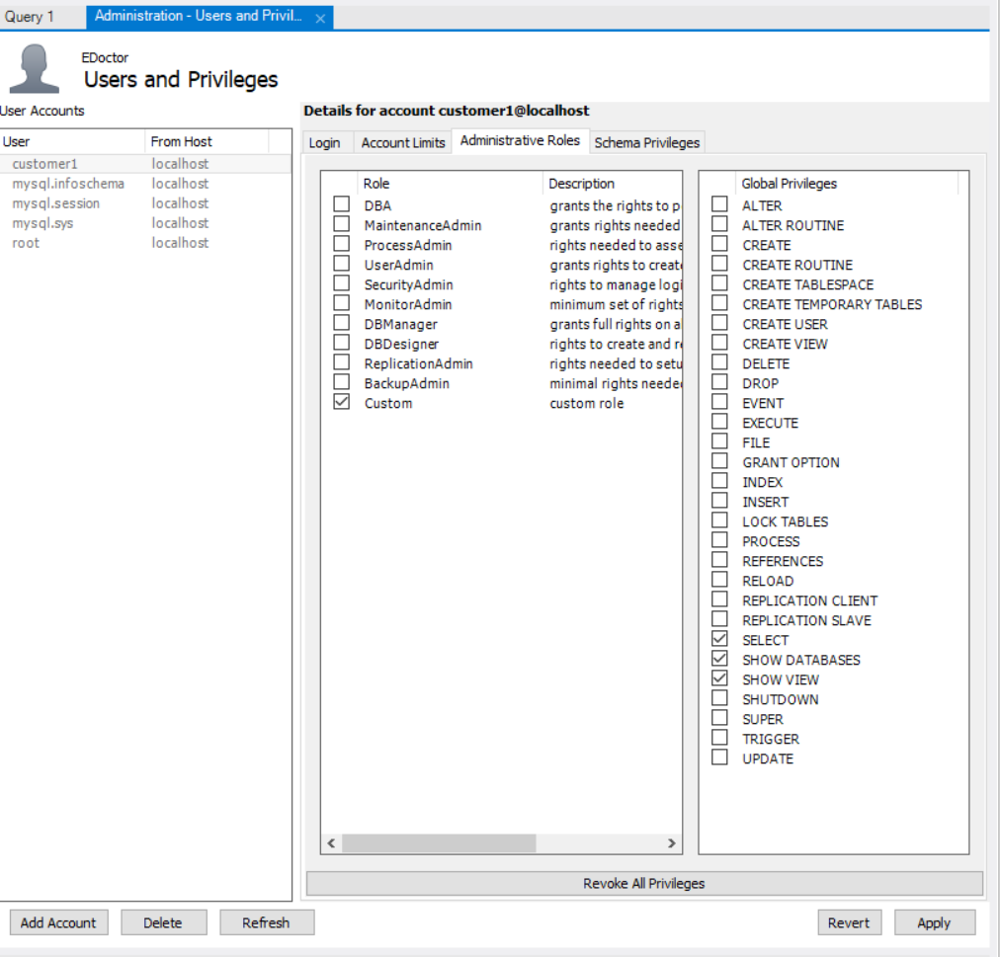 Query 1
Administration - Users and Privil...
EDoctor
Users and Privileges
User Accounts
User From Host
customer1 localhost
mysql.infoschema localhost
mysql.session localhost
mysql.sys localhost
root localhost
Details for account customer1@localhost
Login Account Limits Administrative Roles Schema Privileges
Role Description
DBA grants the rights to p
MaintenanceAdmin grants rights needed
ProcessAdmin rights needed to asse
UserAdmin grants rights to creat
SecurityAdmin rights to manage logi
MonitorAdmin minimum set of rights
DBManager grants full rights on a
DBDesigner rights to create and r
ReplicationAdmin rights needed to setu
BackupAdmin minimal rights neede
Custom custom role
Global Privileges
ALTER
ALTER ROUTINE
CREATE
CREATE ROUTINE
CREATE TABLESPACE
CREATE TEMPORARY TABLES
CREATE USER
CREATE VIEW
DELETE
DROP
EVENT
EXECUTE
FILE
GRANT OPTION
INDEX
INSERT
LOCK TABLES
PROCESS
REFERENCES
RELOAD
REPLICATION CLIENT
REPLICATION SLAVE
SELECT
SHOW DATABASES
SHOW VIEW
SHUTDOWN
SUPER
TRIGGER
UPDATE
Revoke All Privileges
Add Account Delete Refresh Revert Apply